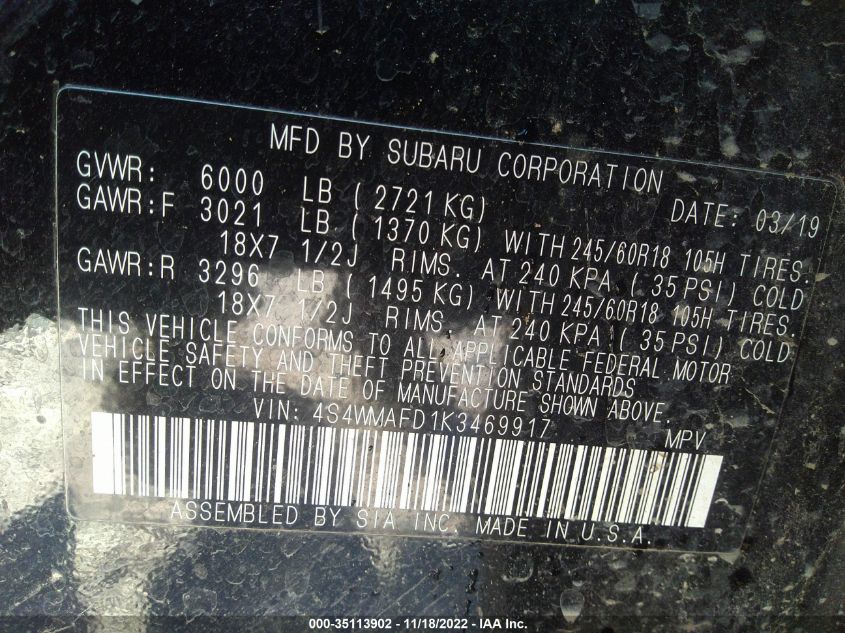 MFD BY SUBARU CORPORATION
GVWR: 6000 LB ( 2721 KG) DATE: 03/19
GAWR:F 3021 LB ( 1370 KG) WITH 245/60R18 105H TIRES.
18X7 1/2J RIMS. AT 240 KPA ( 35 PSI) COLD
GAWR:R 3296 LB ( 1495 KG) WITH 245/60R18 105H TIRES.
18X7 1/2J RIMS. AT 240 KPA ( 35 PSI) COLD
THIS VEHICLE CONFORMS TO ALL APPLICABLE FEDERAL MOTOR
VEHICLE SAFETY AND THEFT PREVENTION STANDARDS
IN EFFECT ON THE DATE OF MANUFACTURE SHOWN ABOVE.
VIN: 4S4WMAFD1K3469917 MPV
ASSEMBLED BY SIA INC. MADE IN U.S.A.
000-35113902 - 11/18/2022 - IAA Inc.